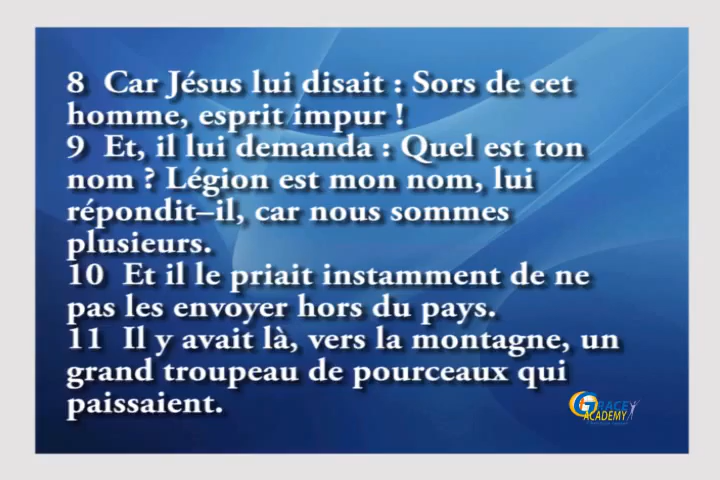 8 Car Jésus lui disait : Sors de cet
homme, esprit impur !
9 Et, il lui demanda : Quel est ton
nom ? Légion est mon nom, lui
répondit–il, car nous sommes
plusieurs.
10 Et il le priait instamment de ne
pas les envoyer hors du pays.
11 Il y avait là, vers la montagne, un
grand troupeau de pourceaux qui
paissaient.
GRACE
ACADEMY